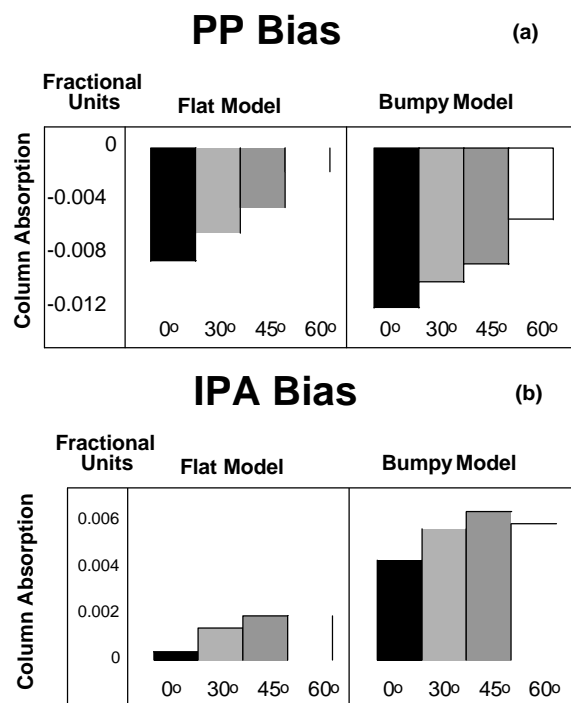 PP Bias (a)
Fractional
Units
Flat Model Bumpy Model
Column Absorption
0
-0.004
-0.008
-0.012
0º 30º 45º 60º 0º 30º 45º 60º
IPA Bias (b)
Fractional
Units
Flat Model Bumpy Model
Column Absorption
0.006
0.004
0.002
0
0º 30º 45º 60º 0º 30º 45º 60º